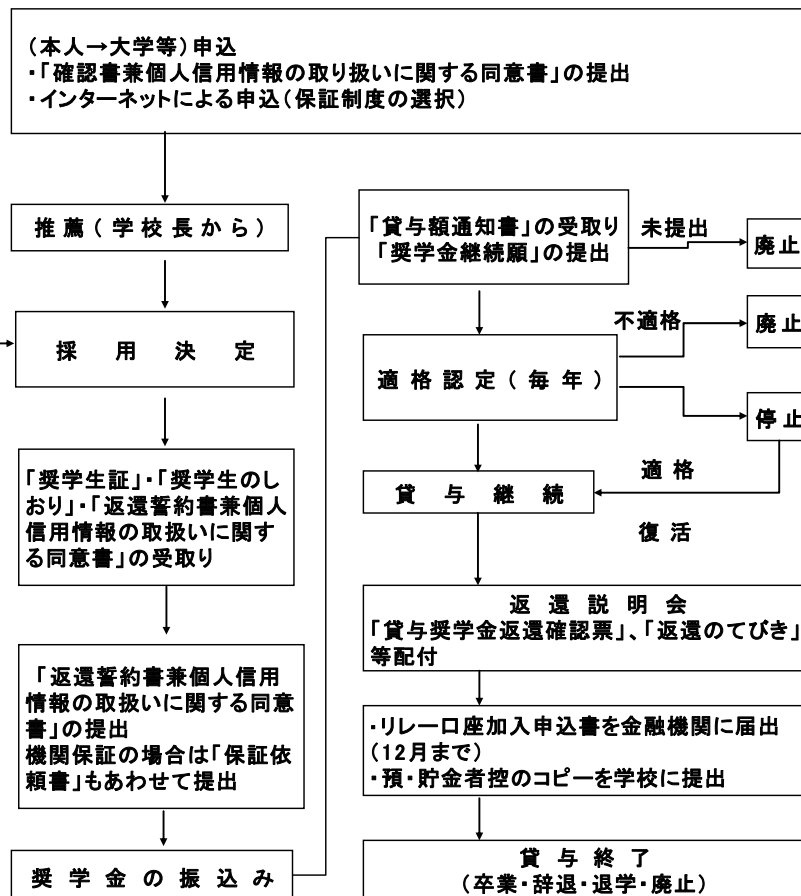 (本人→大学等)申込
・「確認書兼個人信用情報の取り扱いに関する同意書」の提出
・インターネットによる申込(保証制度の選択)
推薦(学校長から)
採用決定
「奨学生証」・「奨学生のし
おり」・「返還誓約書兼個人
信用情報の取扱いに関す
る同意書」の受取り
「返還誓約書兼個人信用
情報の取扱いに関する同意
書」の提出
機関保証の場合は「保証依
頼書」もあわせて提出
奨学金の振込み
「貸与額通知書」の受取り
「奨学金継続願」の提出
未提出
廃止
適格認定(毎年)
不適格
廃止
停止
貸与継続
適格
復活
返還説明会
「貸与奨学金返還確認票」、「返還のてびき」
等配付
・リレー口座加入申込書を金融機関に届出
(12月まで)
・預・貯金者控のコピーを学校に提出
貸与終了
(卒業・辞退・退学・廃止)